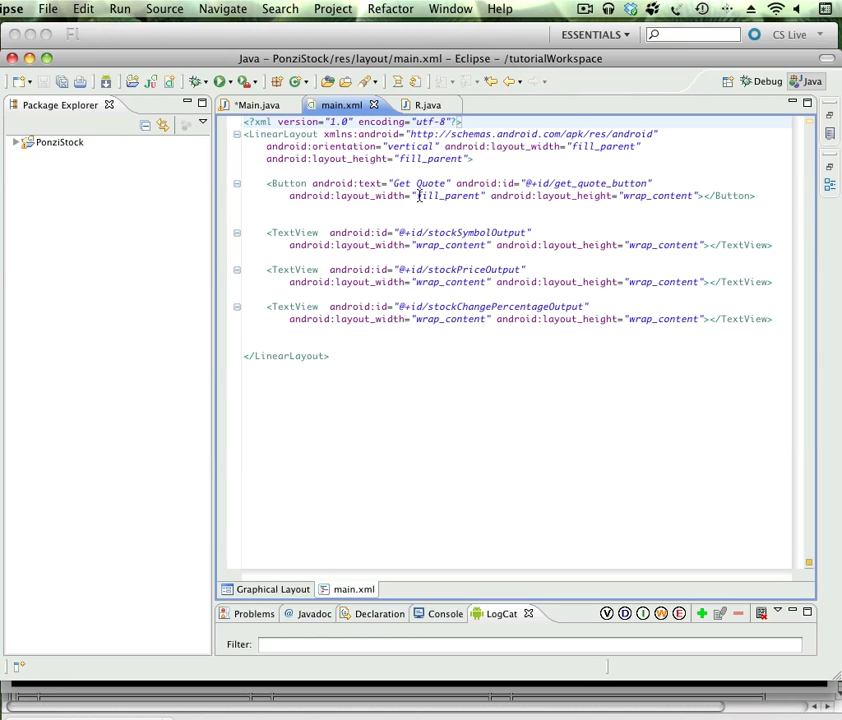 ipse File Edit Run Source Navigate Search Project Refactor Window Help
Fl ESSENTIALS CS Live
Java - PonziStock/res/layout/main.xml - Eclipse - /tutorialWorkspace
Debug Java
Package Explorer *Main.java main.xml R.java
PonziStock
<?xml version="1.0" encoding="utf-8"?>
<LinearLayout xmlns:android="http://schemas.android.com/apk/res/android"
android:orientation="vertical" android:layout_width="fill_parent"
android:layout_height="fill_parent">
<Button android:text="Get Quote" android:id="@+id/get_quote_button"
android:layout_width="fill_parent" android:layout_height="wrap_content"></Button>
<TextView android:id="@+id/stockSymbolOutput"
android:layout_width="wrap_content" android:layout_height="wrap_content"></TextView>
<TextView android:id="@+id/stockPriceOutput"
android:layout_width="wrap_content" android:layout_height="wrap_content"></TextView>
<TextView android:id="@+id/stockChangePercentageOutput"
android:layout_width="wrap_content" android:layout_height="wrap_content"></TextView>
</LinearLayout>
Graphical Layout main.xml
Problems Javadoc Declaration Console LogCat V D I W E
Filter: